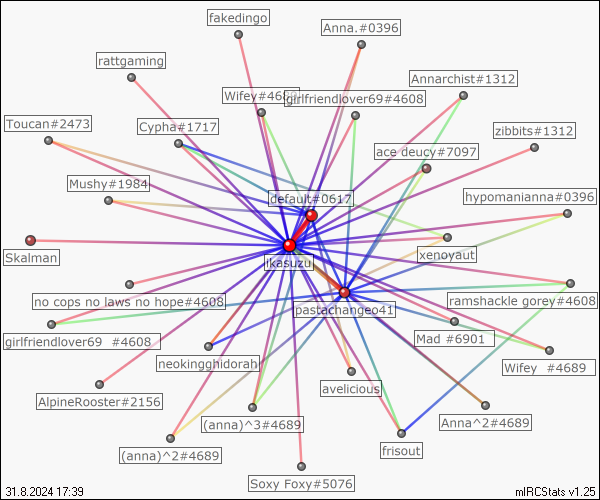 fakedingo
Anna.#0396
rattgaming
Annarchist#1312
Wifey#4689
girlfriendlover69#4608
Toucan#2473
Cypha#1717
zibbits#1312
ace deucy#7097
Mushy#1984
default#0617
hypomanianna#0396
Skalman
ikasuzu
xenoyaut
no cops no laws no hope#4608
ramshackle gorey#4608
pastachangeo41
girlfriendlover69 #4608
Mad #6901
neokingghidorah
Wifey #4689
avelicious
AlpineRooster#2156
(anna)^3#4689
Anna^2#4689
(anna)^2#4689
frisout
Soxy Foxy#5076
31.8.2024 17:39
mIRCStats v1.25